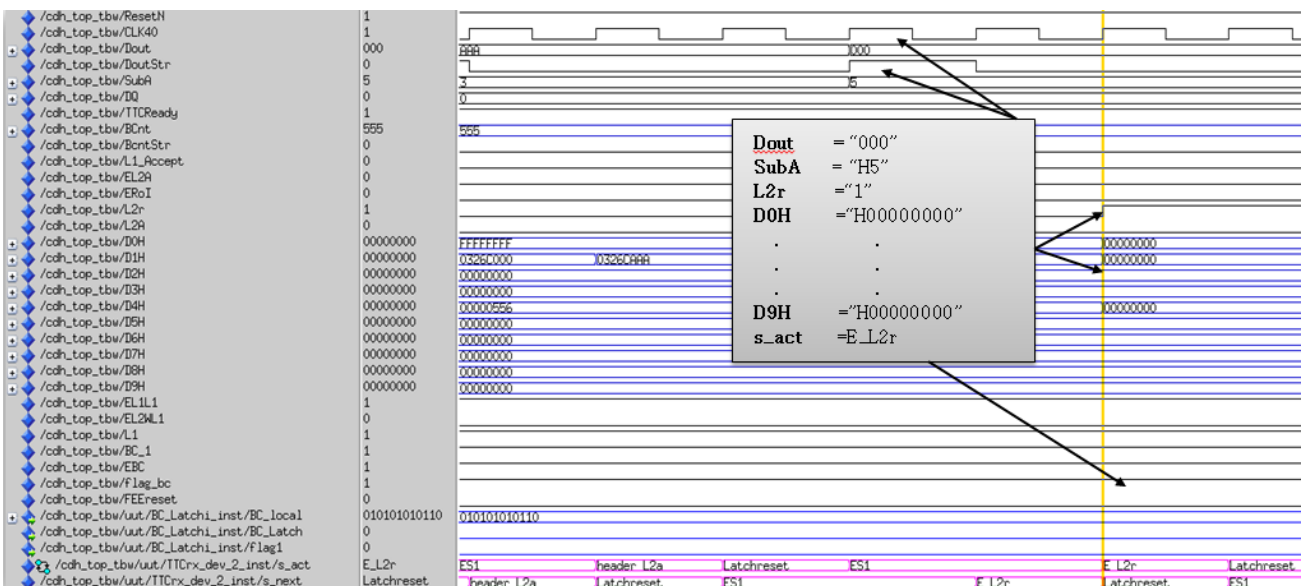 /cdh_top_tbw/ResetN 1
/cdh_top_tbw/CLK40 1
/cdh_top_tbw/Dout 000 AAA 000
/cdh_top_tbw/DoutStr 0
/cdh_top_tbw/SubA 5 3 5
/cdh_top_tbw/DQ 0 0
/cdh_top_tbw/TTCReady 1
/cdh_top_tbw/BCnt 555 555
/cdh_top_tbw/BcntStr 0
/cdh_top_tbw/L1_Accept 0
/cdh_top_tbw/EL2A 0
/cdh_top_tbw/ERoI 0
/cdh_top_tbw/L2r 1
/cdh_top_tbw/L2A 0
/cdh_top_tbw/D0H 00000000 FFFFFFFF 00000000
/cdh_top_tbw/D1H 00000000 0326C000 0326CAAA 00000000
/cdh_top_tbw/D2H 00000000 00000000
/cdh_top_tbw/D3H 00000000 00000000
/cdh_top_tbw/D4H 00000000 00000556 00000000
/cdh_top_tbw/D5H 00000000 00000000
/cdh_top_tbw/D6H 00000000 00000000
/cdh_top_tbw/D7H 00000000 00000000
/cdh_top_tbw/D8H 00000000 00000000
/cdh_top_tbw/D9H 00000000 00000000
/cdh_top_tbw/EL1L1 1
/cdh_top_tbw/EL2WL1 0
/cdh_top_tbw/L1 1
/cdh_top_tbw/BC_1 1
/cdh_top_tbw/EBC 1
/cdh_top_tbw/flag_bc 1
/cdh_top_tbw/FEEreset 0
/cdh_top_tbw/uut/BC_Latchi_inst/BC_local 010101010110 010101010110
/cdh_top_tbw/uut/BC_Latchi_inst/BC_Latch 0
/cdh_top_tbw/uut/BC_Latchi_inst/flag1 0
/cdh_top_tbw/uut/TTCrx_dev_2_inst/s_act E_L2r ES1 header_L2a Latchreset ES1 E_L2r Latchreset
/cdh_top_tbw/uut/TTCrx_dev_2_inst/s_next Latchreset header_L2a Latchreset ES1 E_L2r Latchreset ES1
Dout = "000"
SubA = "H5"
L2r ="1"
D0H ="H00000000"
. .
. .
. .
D9H ="H00000000"
s_act =E_L2r